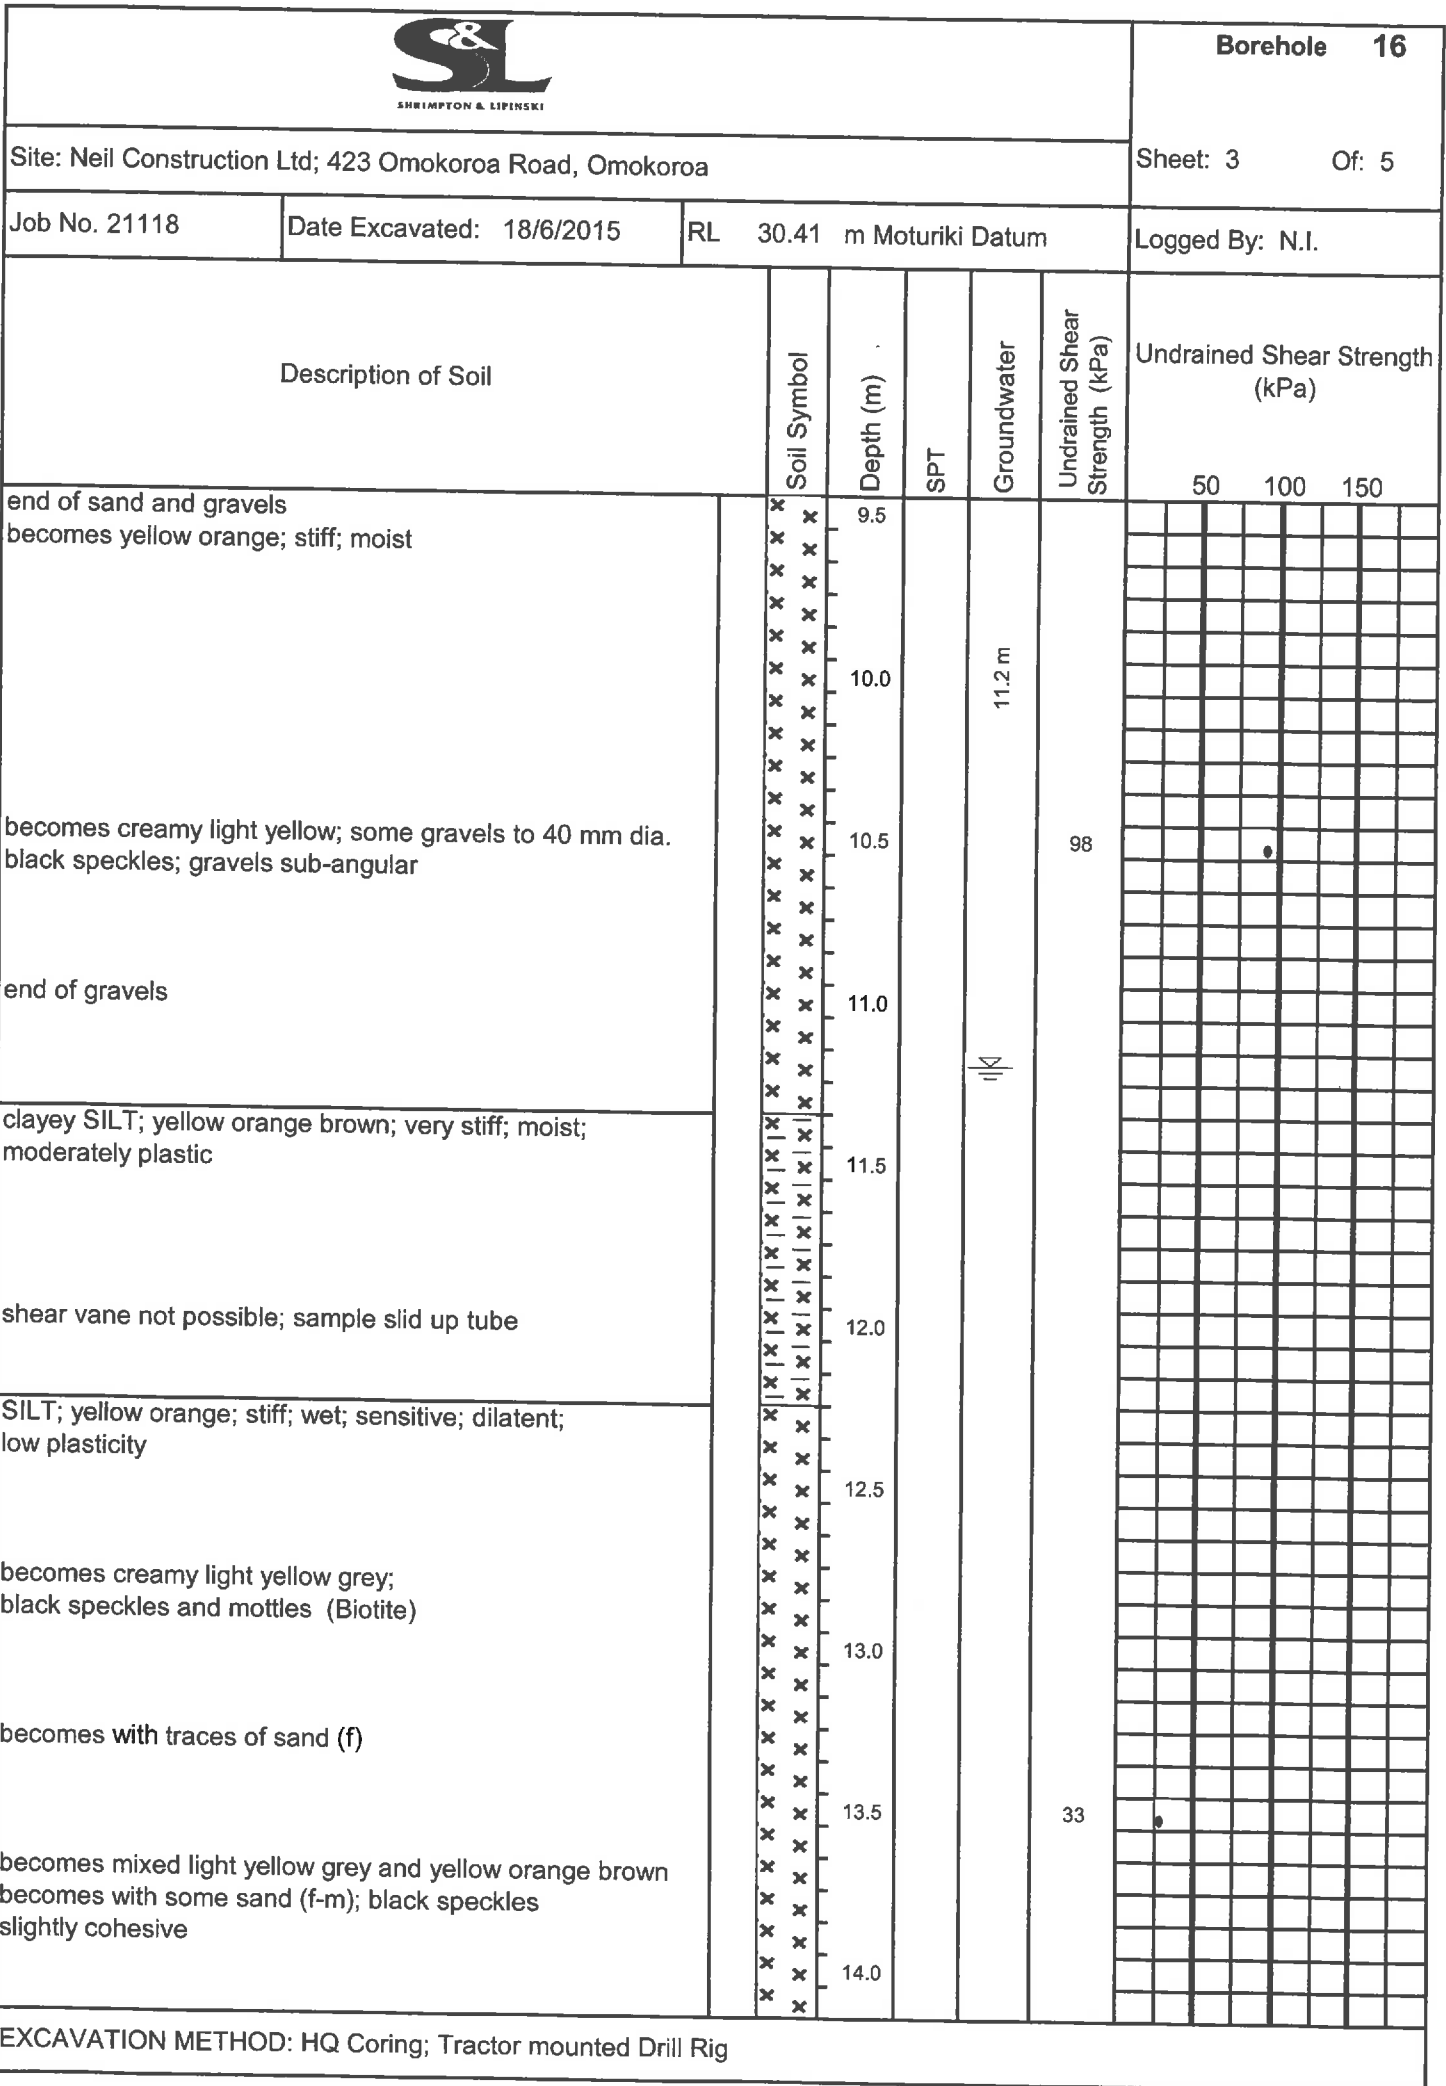 S&L
SHRIMPTON & LIPINSKI
Borehole 16
Site: Neil Construction Ltd; 423 Omokoroa Road, Omokoroa
Sheet: 3 Of: 5
Job No. 21118
Date Excavated: 18/6/2015
RL 30.41 m Moturiki Datum
Logged By: N.I.
Description of Soil
Soil Symbol
Depth (m)
SPT
Groundwater
Undrained Shear
Strength (kPa)
Undrained Shear Strength
(kPa)
50 100 150
end of sand and gravels
9.5
becomes yellow orange; stiff; moist
10.0
11.2 m
becomes creamy light yellow; some gravels to 40 mm dia.
10.5
98
black speckles; gravels sub-angular
end of gravels
11.0
clayey SILT; yellow orange brown; very stiff; moist;
moderately plastic
11.5
shear vane not possible; sample slid up tube
12.0
SILT; yellow orange; stiff; wet; sensitive; dilatent;
low plasticity
12.5
becomes creamy light yellow grey;
black speckles and mottles (Biotite)
13.0
becomes with traces of sand (f)
13.5
33
becomes mixed light yellow grey and yellow orange brown
becomes with some sand (f-m); black speckles
slightly cohesive
14.0
EXCAVATION METHOD: HQ Coring; Tractor mounted Drill Rig